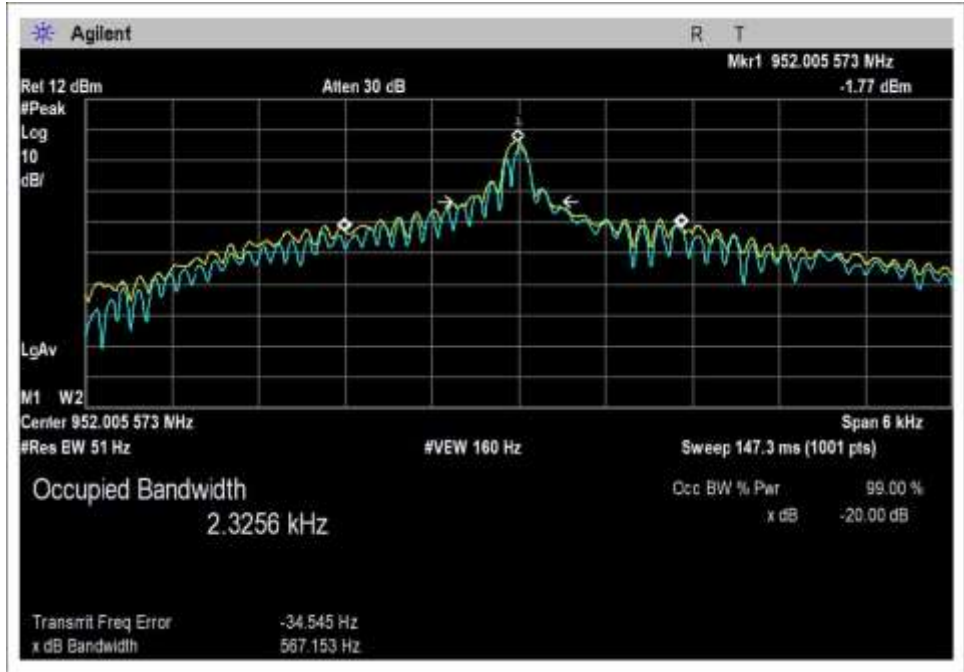 Agilent
R T
Mkr1 952.005 573 MHz
Ref 12 dBm Atten 30 dB -1.77 dBm
#Peak
Log
10
dB/
1
LgAv
M1 W2
Center 952.005 573 MHz Span 6 kHz
#Res BW 51 Hz #VBW 160 Hz Sweep 147.3 ms (1001 pts)
Occupied Bandwidth
2.3256 kHz
Occ BW % Pwr 99.00 %
x dB -20.00 dB
Transmit Freq Error -34.545 Hz
x dB Bandwidth 567.153 Hz